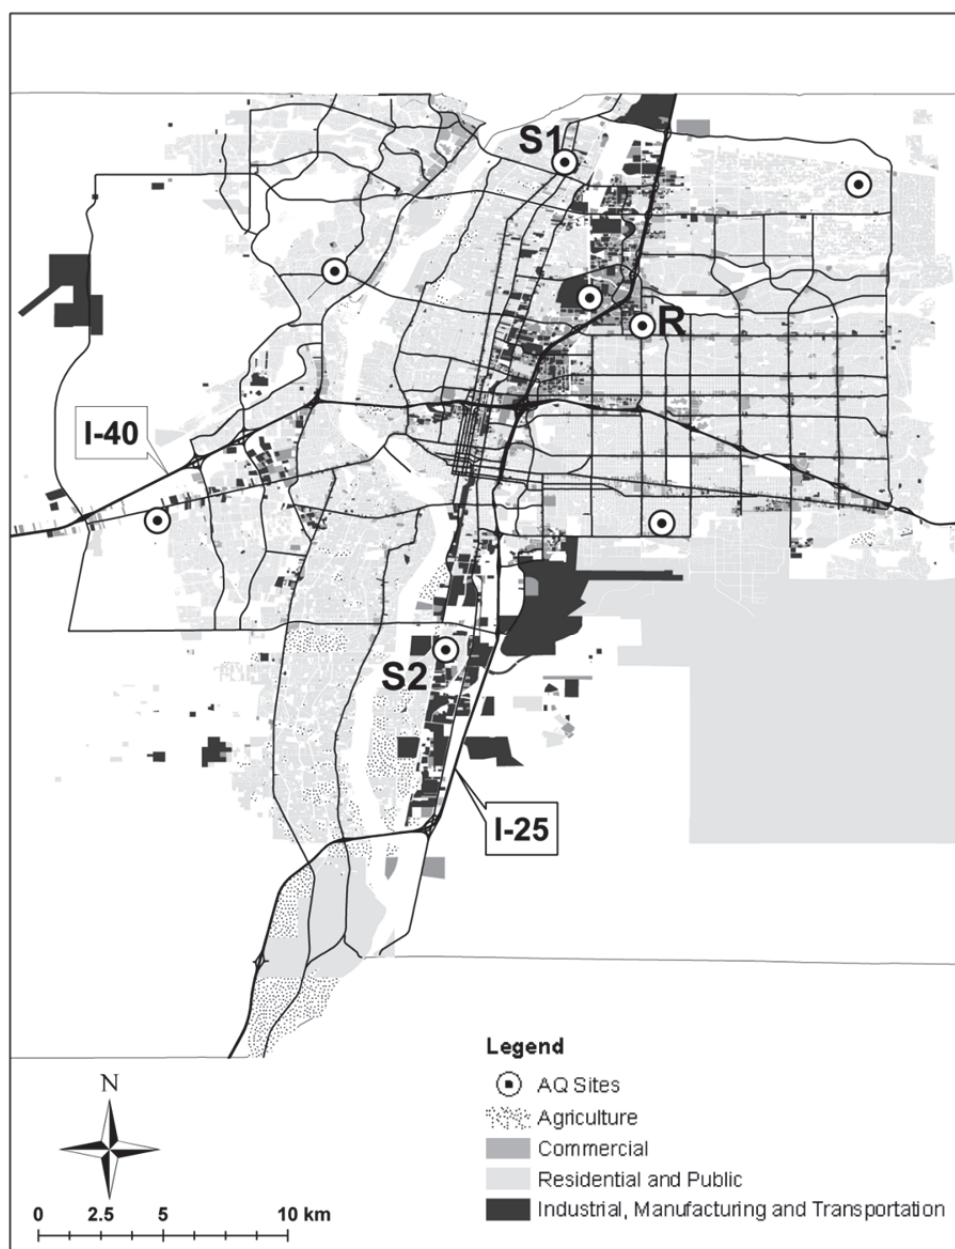 S1
R
I-40
S2
I-25
Legend
AQ Sites
Agriculture
Commercial
Residential and Public
Industrial, Manufacturing and Transportation
N
0 2.5 5 10 km